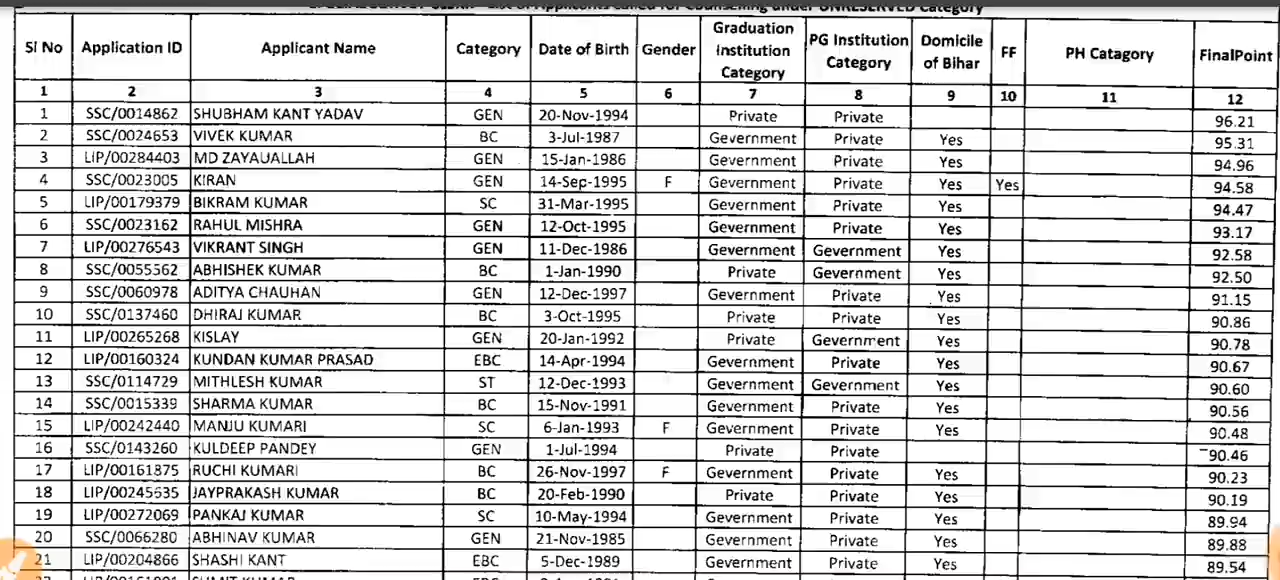 List of Applicants called for Counselling under UNRESERVED Category
Sl No Application ID Applicant Name Category Date of Birth Gender Graduation Institution Category PG Institution Category Domicile of Bihar FF PH Catagory FinalPoint
1 2 3 4 5 6 7 8 9 10 11 12
1 SSC/0014862 SHUBHAM KANT YADAV GEN 20-Nov-1994 Private Private 96.21
2 SSC/0024653 VIVEK KUMAR BC 3-Jul-1987 Gevernment Private Yes 95.31
3 LIP/00284403 MD ZAYAUALLAH GEN 15-Jan-1986 Gevernment Private Yes 94.96
4 SSC/0023005 KIRAN GEN 14-Sep-1995 F Gevernment Private Yes Yes 94.58
5 LIP/00179379 BIKRAM KUMAR SC 31-Mar-1995 Gevernment Private Yes 94.47
6 SSC/0023162 RAHUL MISHRA GEN 12-Oct-1995 Gevernment Private Yes 93.17
7 LIP/00276543 VIKRANT SINGH GEN 11-Dec-1986 Gevernment Gevernment Yes 92.58
8 SSC/0055562 ABHISHEK KUMAR BC 1-Jan-1990 Private Gevernment Yes 92.50
9 SSC/0060978 ADITYA CHAUHAN GEN 12-Dec-1997 Gevernment Private Yes 91.15
10 SSC/0137460 DHIRAJ KUMAR BC 3-Oct-1995 Private Private Yes 90.86
11 LIP/00265268 KISLAY GEN 20-Jan-1992 Private Gevernment Yes 90.78
12 LIP/00160324 KUNDAN KUMAR PRASAD EBC 14-Apr-1994 Gevernment Private Yes 90.67
13 SSC/0114729 MITHLESH KUMAR ST 12-Dec-1993 Gevernment Gevernment Yes 90.60
14 SSC/0015339 SHARMA KUMAR BC 15-Nov-1991 Gevernment Private Yes 90.56
15 LIP/00242440 MANJU KUMARI SC 6-Jan-1993 F Gevernment Private Yes 90.48
16 SSC/0143260 KULDEEP PANDEY GEN 1-Jul-1994 Private Private 90.46
17 LIP/00161875 RUCHI KUMARI BC 26-Nov-1997 F Gevernment Private Yes 90.23
18 LIP/00245635 JAYPRAKASH KUMAR BC 20-Feb-1990 Private Private Yes 90.19
19 LIP/00272069 PANKAJ KUMAR SC 10-May-1994 Gevernment Private Yes 89.94
20 SSC/0066280 ABHINAV KUMAR GEN 21-Nov-1985 Gevernment Private Yes 89.88
21 LIP/00204866 SHASHI KANT EBC 5-Dec-1989 Gevernment Private Yes 89.54